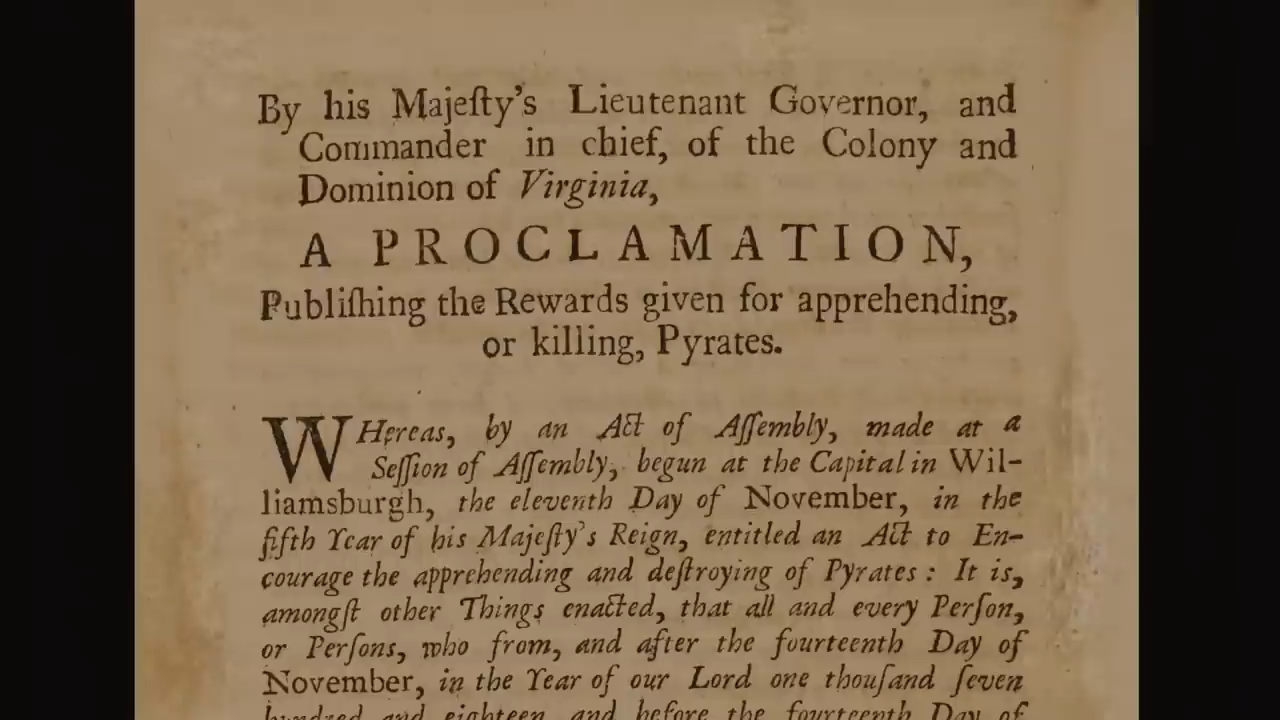 By his Majeſty's Lieutenant Governor, and
Commander in chief, of the Colony and
Dominion of Virginia,
A PROCLAMATION,
Publiſhing the Rewards given for apprehending,
or killing, Pyrates.
WHereas, by an Act of Aſſembly, made at a
Seſſion of Aſſembly, begun at the Capital in Wil-
liamsburgh, the eleventh Day of November, in the
fifth Year of his Majeſty's Reign, entitled an Act to En-
courage the apprehending and deſtroying of Pyrates: It is,
amongſt other Things enacted, that all and every Perſon,
or Perſons, who from, and after the fourteenth Day of
November, in the Year of our Lord one thouſand ſeven
hundred and eighteen and before the fourteenth Day of